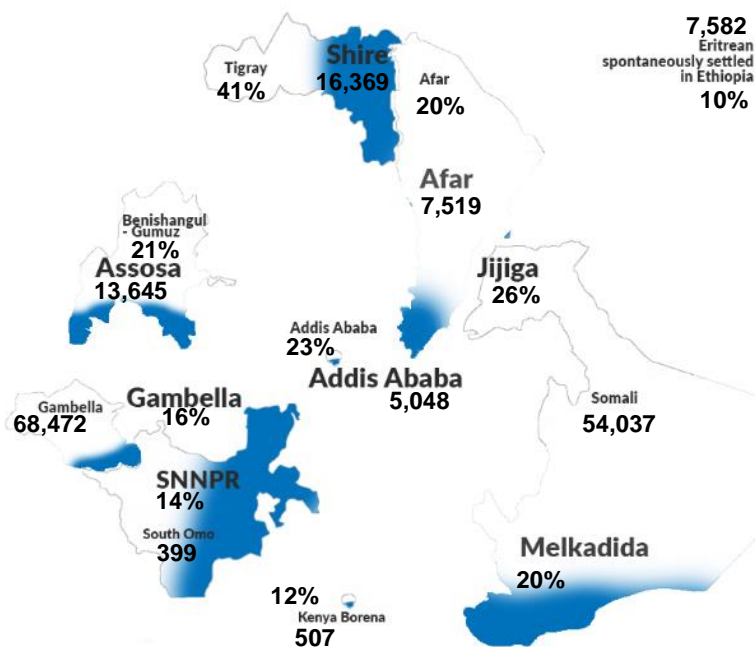 7,582
Eritrean
spontaneously settled
in Ethiopia
10%
Shire
16,369
Tigray
41%
Afar
20%
Afar
7,519
Benishangul
- Gumuz
21%
Assosa
13,645
Jijiga
26%
Addis Ababa
23%
Addis Ababa
5,048
Gambella
68,472
Gambella
16%
Somali
54,037
SNNPR
14%
South Omo
399
Melkadida
20%
12%
Kenya Borena
507